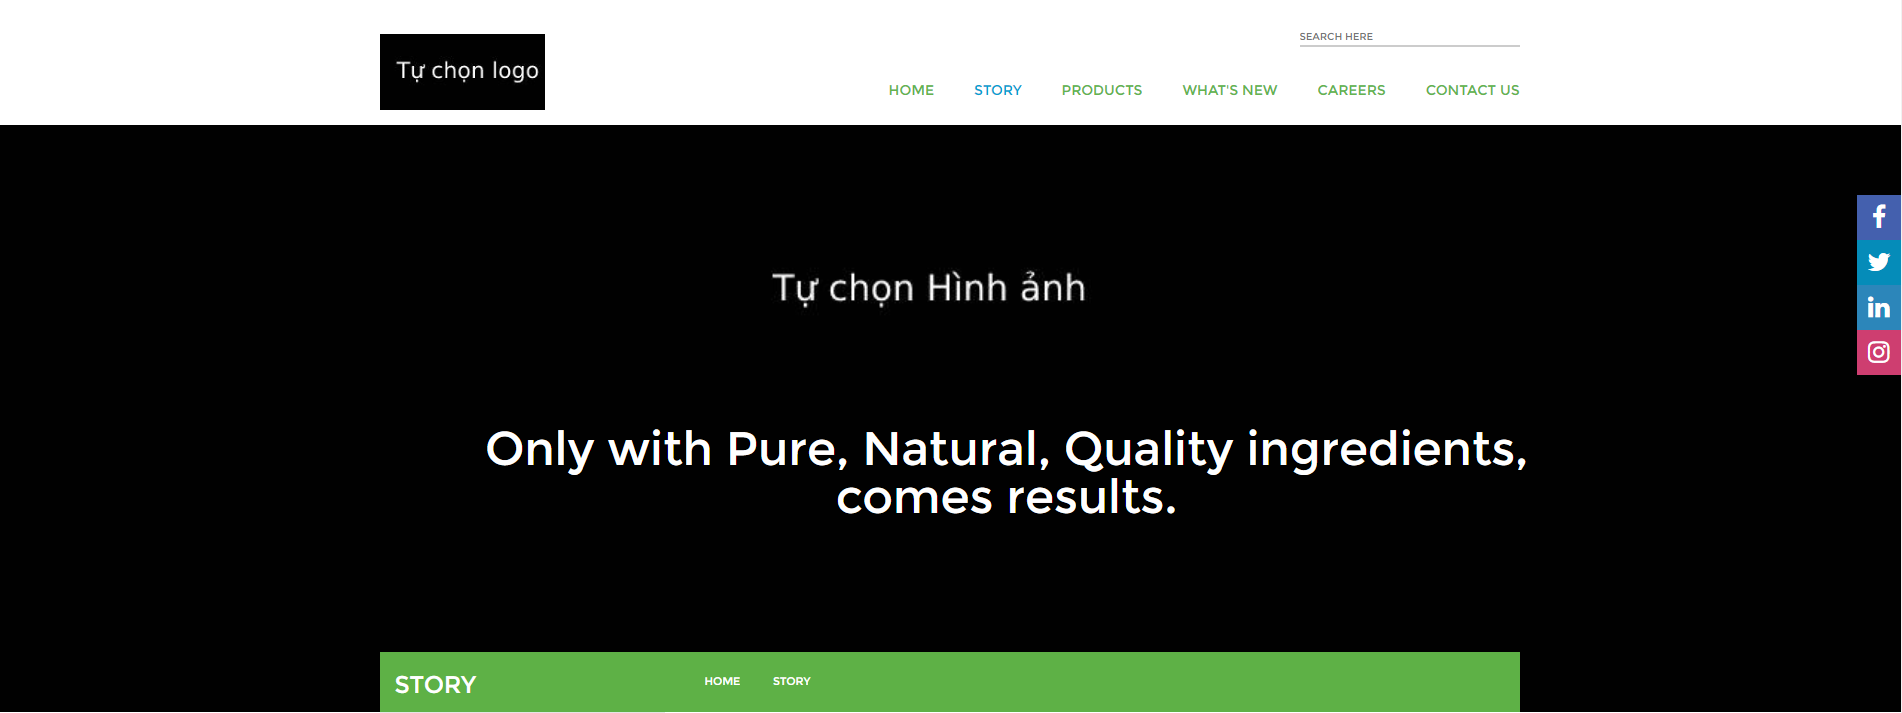 SEARCH HERE
Tự chọn logo
HOME STORY PRODUCTS WHAT'S NEW CAREERS CONTACT US
Tự chọn Hình ảnh
Only with Pure, Natural, Quality ingredients,
comes results.
STORY HOME STORY